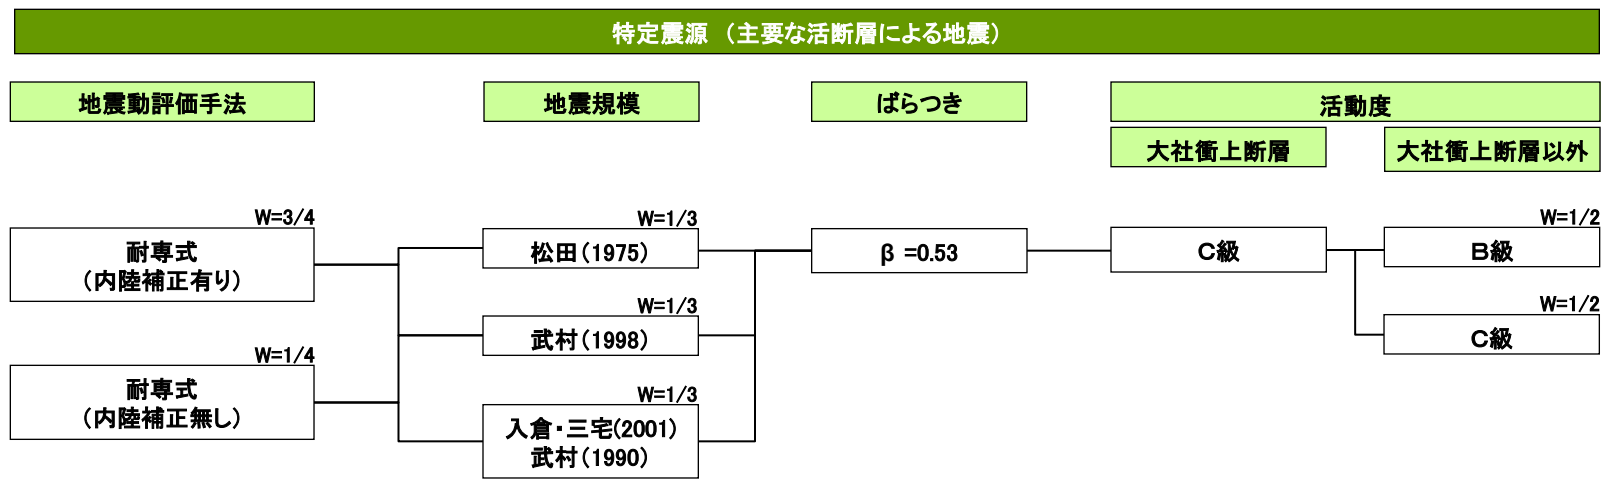 特定震源　（主要な活断層による地震）
地震動評価手法
地震規模
ばらつき
活動度
大社衝上断層
大社衝上断層以外
W=3/4
耐専式
（内陸補正有り）
W=1/4
耐専式
（内陸補正無し）
W=1/3
松田（1975）
W=1/3
武村（1998）
W=1/3
入倉・三宅(2001)
武村（1990）
β =0.53
C級
W=1/2
B級
W=1/2
C級